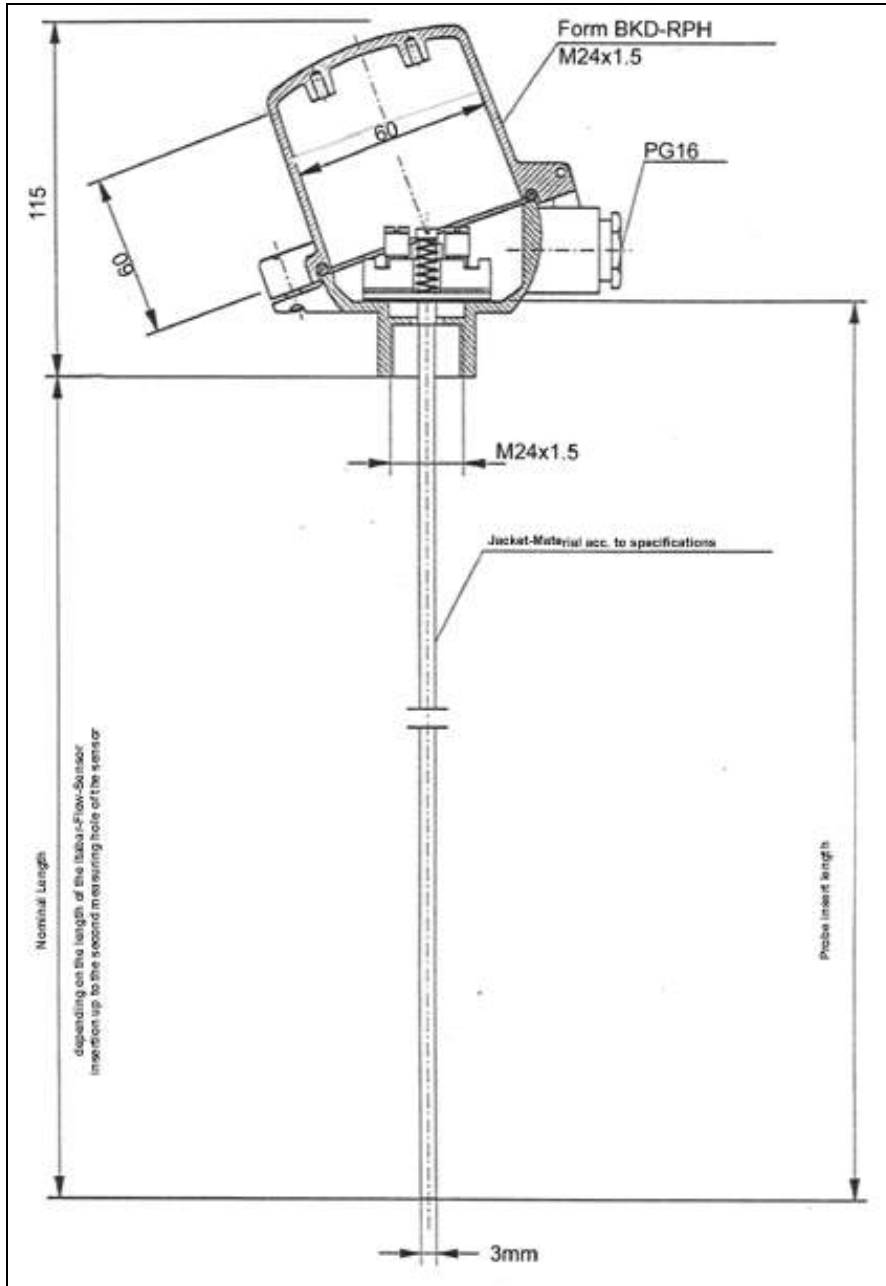 Form BKD-RPH
M24x1.5
PG16
115
60
60
M24x1.5
Jacket-Material acc. to specifications
Nominal Length
depending on the length of the Itabar-Flow-Sensor
insertion up to the second measuring hole of the sensor
Probe insert length
3mm